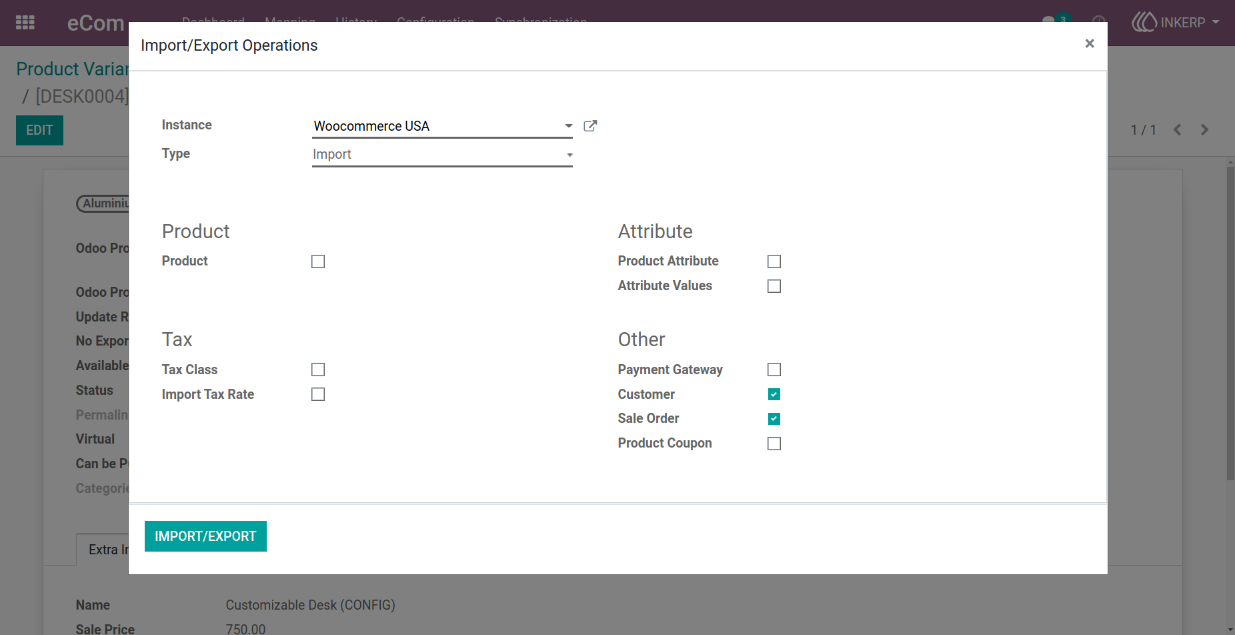 eCom Dashboard Mapping History Configuration Synchronization 3 INKERP
Import/Export Operations ×
Product Varian
/ [DESK0004]
EDIT
1 / 1
Instance Woocommerce USA
Type Import
Aluminiu
Product Attribute
Odoo Pro
Product Product Attribute
Attribute Values
Odoo Pro
Update R
No Expor
Tax Other
Available
Tax Class Payment Gateway
Status
Import Tax Rate Customer
Permalin
Sale Order
Virtual
Product Coupon
Can be P
Categorie
IMPORT/EXPORT
Extra In
Name Customizable Desk (CONFIG)
Sale Price 750.00